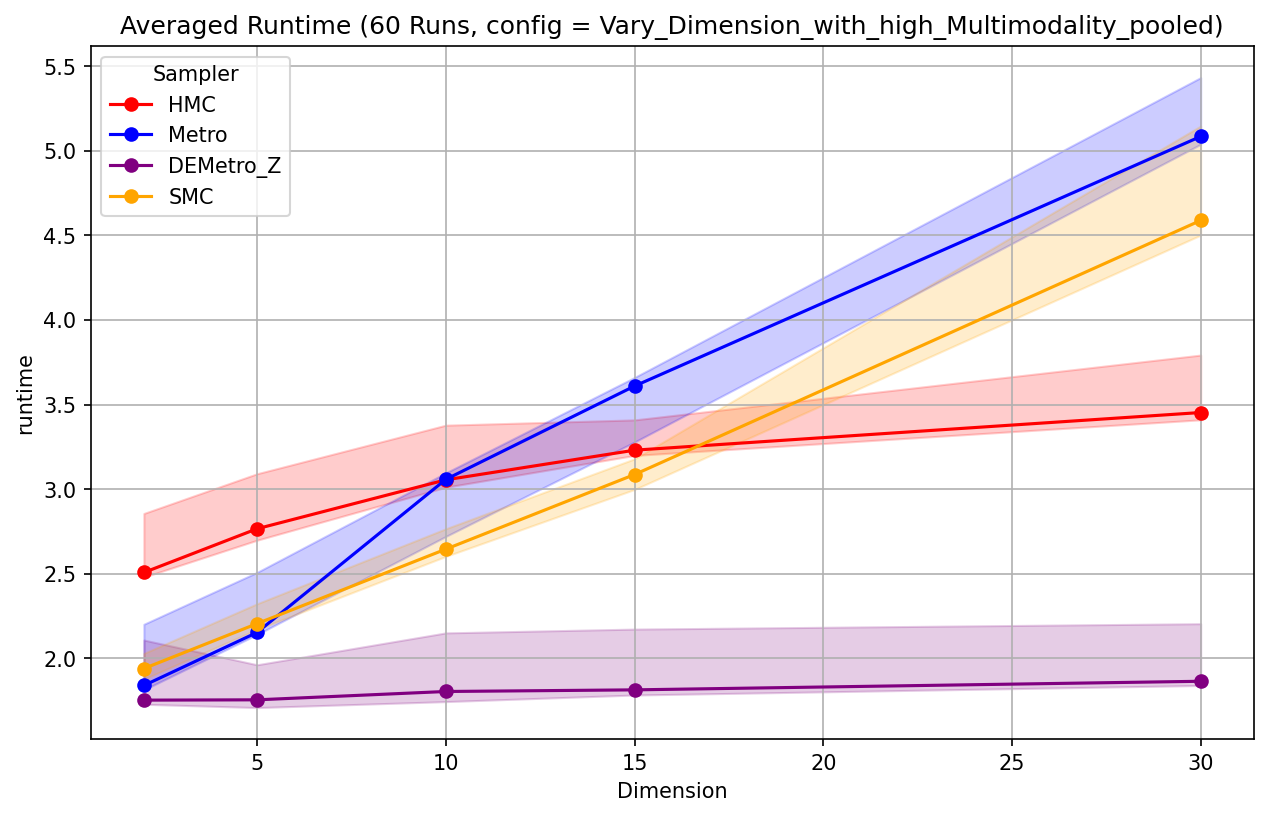 Averaged Runtime (60 Runs, config = Vary_Dimension_with_high_Multimodality_pooled)
Sampler
HMC
Metro
DEMetro_Z
SMC
runtime
5.5
5.0
4.5
4.0
3.5
3.0
2.5
2.0
5 10 15 20 25 30
Dimension